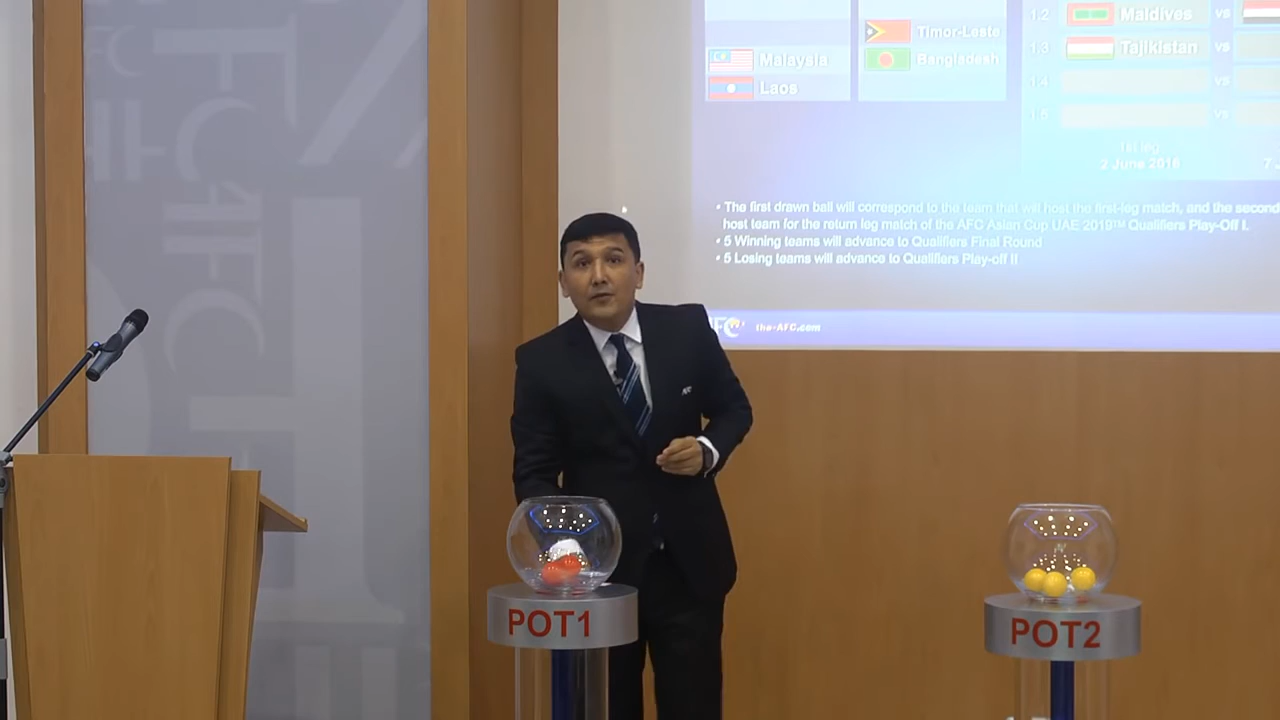 1.2 Maldives vs
Timor-Leste
1.3 Tajikistan vs
Malaysia
Bangladesh
1.4 vs
Laos
1.5 vs
1st leg
2 June 2016
• The first drawn ball will correspond to the team that will host the first-leg match, and the second
host team for the return leg match of the AFC Asian Cup UAE 2019™ Qualifiers Play-Off I.
• 5 Winning teams will advance to Qualifiers Final Round
• 5 Losing teams will advance to Qualifiers Play-off II
the-AFC.com
POT1
POT2